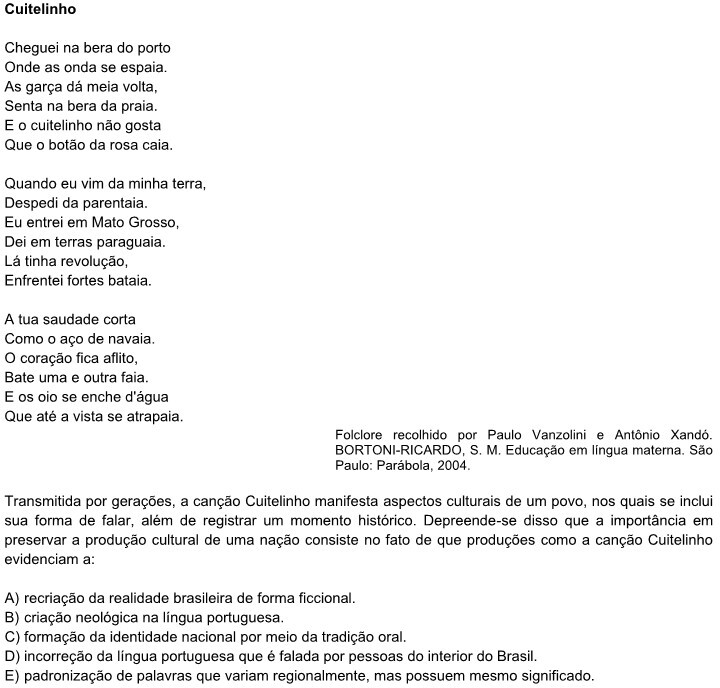 Cuitelinho
Cheguei na bera do porto
Onde as onda se espaia.
As garça dá meia volta,
Senta na bera da praia.
E o cuitelinho não gosta
Que o botão da rosa caia.
Quando eu vim da minha terra,
Despedi da parentaia.
Eu entrei em Mato Grosso,
Dei em terras paraguaia.
Lá tinha revolução,
Enfrentei fortes bataia.
A tua saudade corta
Como o aço de navaia.
O coração fica aflito,
Bate uma e outra faia.
E os oio se enche d'água
Que até a vista se atrapaia.
Folclore recolhido por Paulo Vanzolini e Antônio Xandó.
BORTONI-RICARDO, S. M. Educação em língua materna. São
Paulo: Parábola, 2004.
Transmitida por gerações, a canção Cuitelinho manifesta aspectos culturais de um povo, nos quais se inclui
sua forma de falar, além de registrar um momento histórico. Depreende-se disso que a importância em
preservar a produção cultural de uma nação consiste no fato de que produções como a canção Cuitelinho
evidenciam a:
A) recriação da realidade brasileira de forma ficcional.
B) criação neológica na língua portuguesa.
C) formação da identidade nacional por meio da tradição oral.
D) incorreção da língua portuguesa que é falada por pessoas do interior do Brasil.
E) padronização de palavras que variam regionalmente, mas possuem mesmo significado.